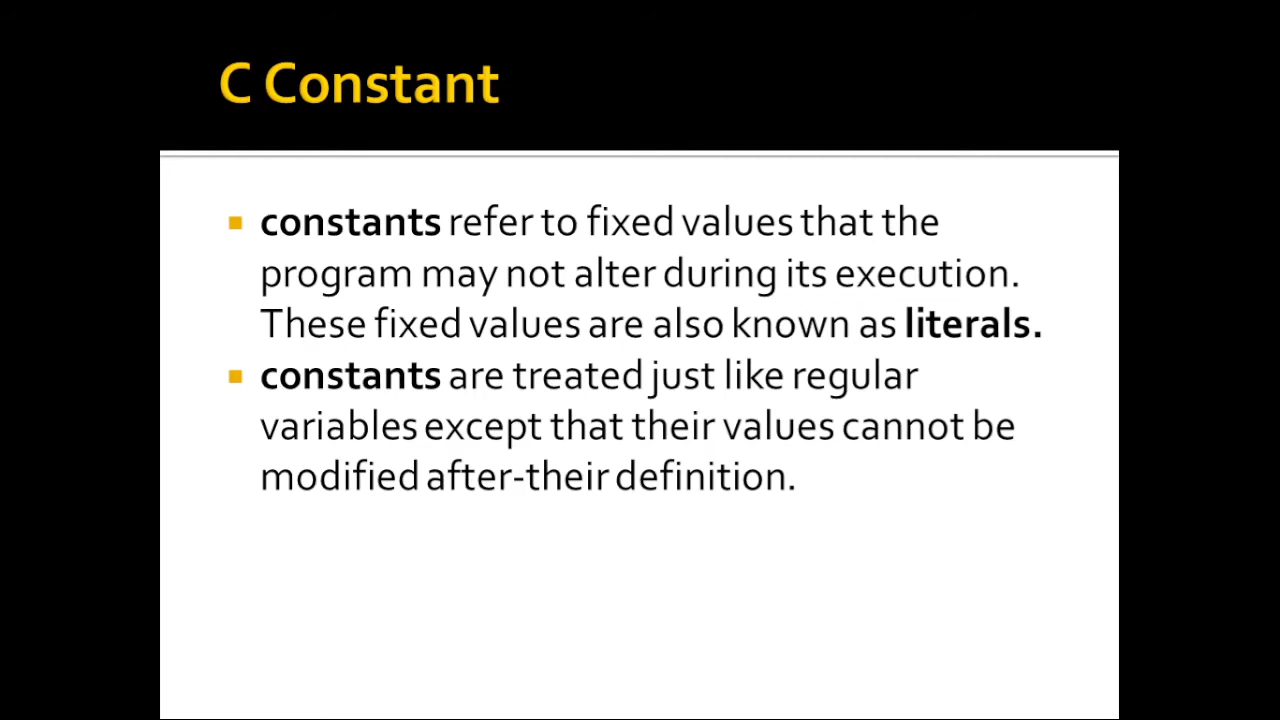 C Constant
constants refer to fixed values that the
program may not alter during its execution.
These fixed values are also known as literals.
constants are treated just like regular
variables except that their values cannot be
modified after-their definition.